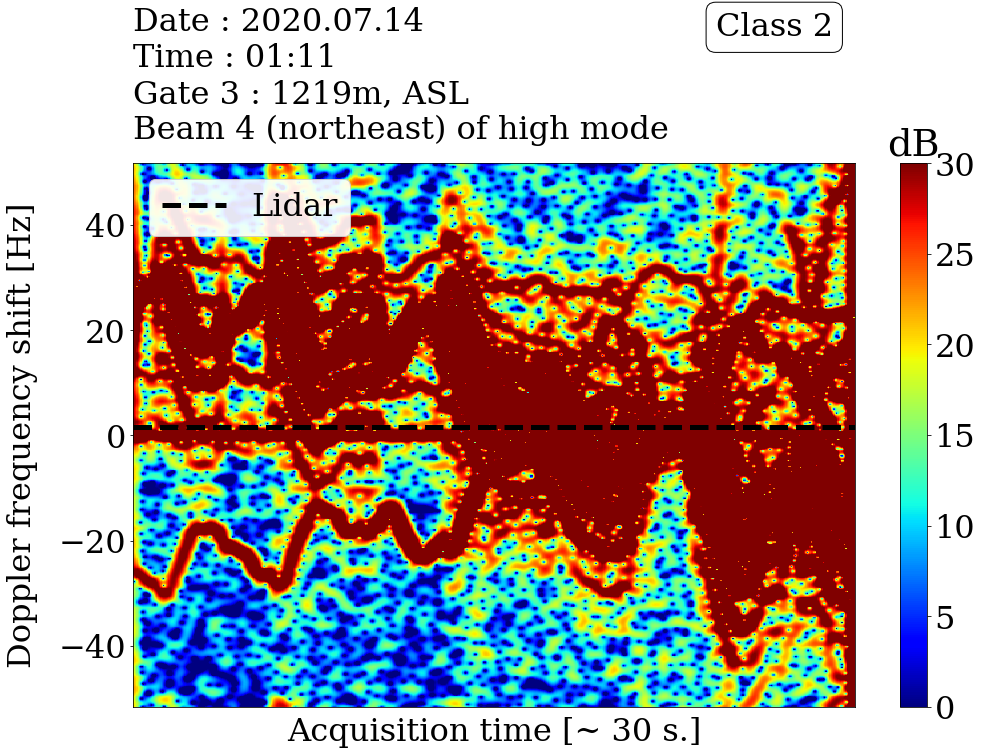 Date : 2020.07.14
Time : 01:11
Gate 3 : 1219m, ASL
Beam 4 (northeast) of high mode
Class 2
dB
Lidar
Doppler frequency shift [Hz]
40
20
0
−20
−40
Acquisition time [~ 30 s.]
30
25
20
15
10
5
0